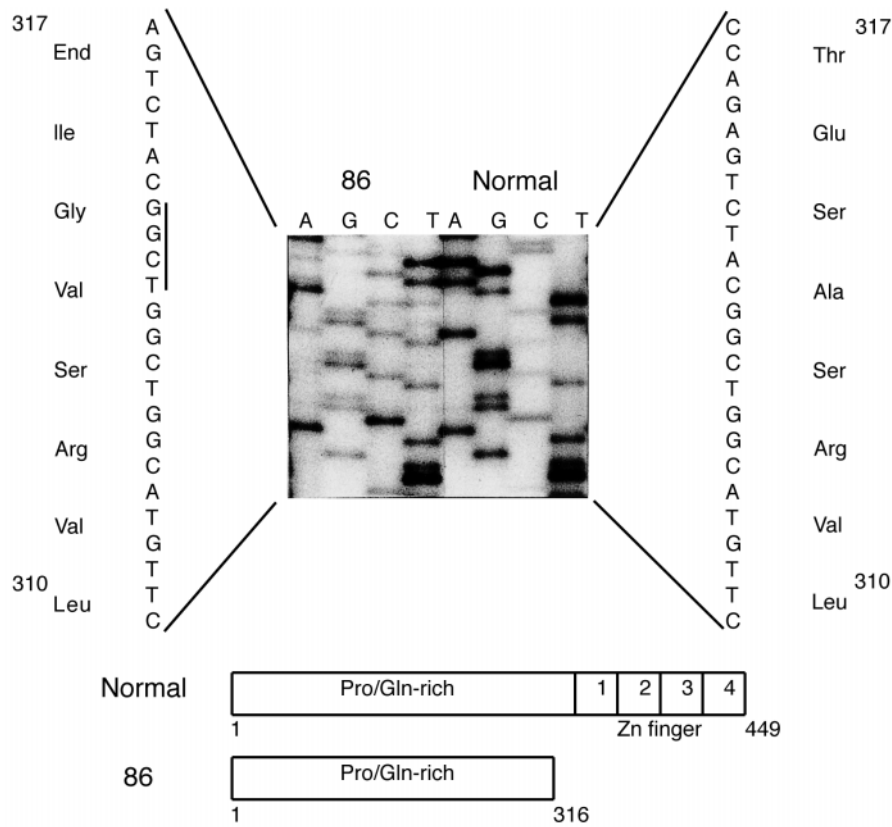 317
End
Ile
Gly
Val
Ser
Arg
Val
310
Leu
A
G
T
C
T
A
C
G
G
C
T
G
G
C
T
G
G
C
A
T
G
T
T
C
86 Normal
A G C T A G C T
C
C
A
G
A
G
T
C
T
A
C
G
G
C
T
G
G
C
A
T
G
T
T
C
317
Thr
Glu
Ser
Ala
Ser
Arg
Val
310
Leu
Normal
Pro/Gln-rich 1 2 3 4
1 Zn finger 449
86
Pro/Gln-rich
1 316